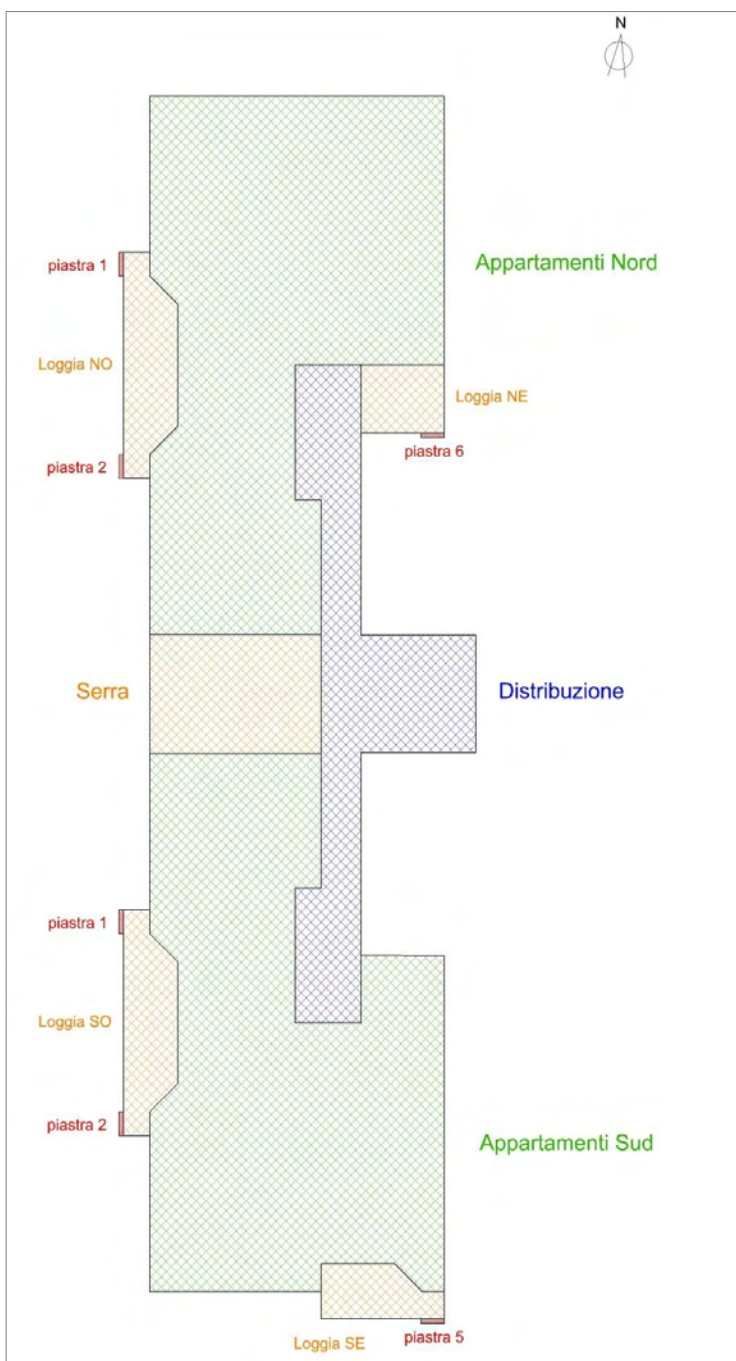 N
Appartamenti Nord
piastra 1
Loggia NO
Loggia NE
piastra 6
piastra 2
Serra
Distribuzione
piastra 1
Loggia SO
piastra 2
Appartamenti Sud
Loggia SE
piastra 5